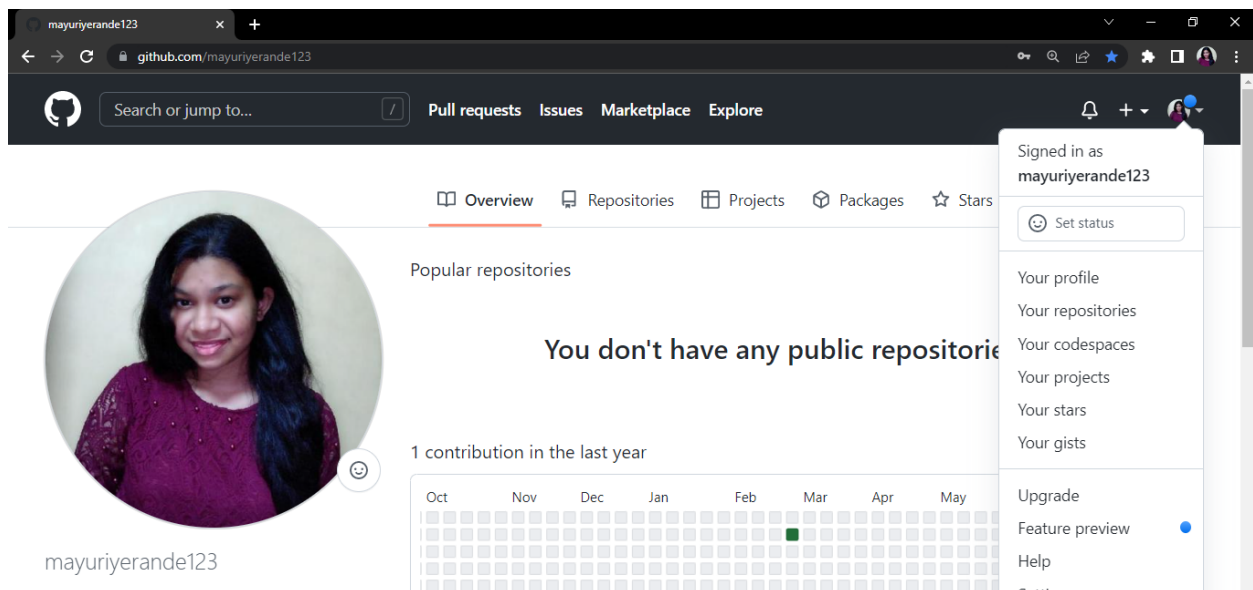 mayuriyerande123
github.com/mayuriyerande123
Search or jump to... /
Pull requests Issues Marketplace Explore
Signed in as
mayuriyerande123
Set status
Overview Repositories Projects Packages Stars
Popular repositories
You don't have any public repositorie
1 contribution in the last year
Oct Nov Dec Jan Feb Mar Apr May
mayuriyerande123
Your profile
Your repositories
Your codespaces
Your projects
Your stars
Your gists
Upgrade
Feature preview
Help